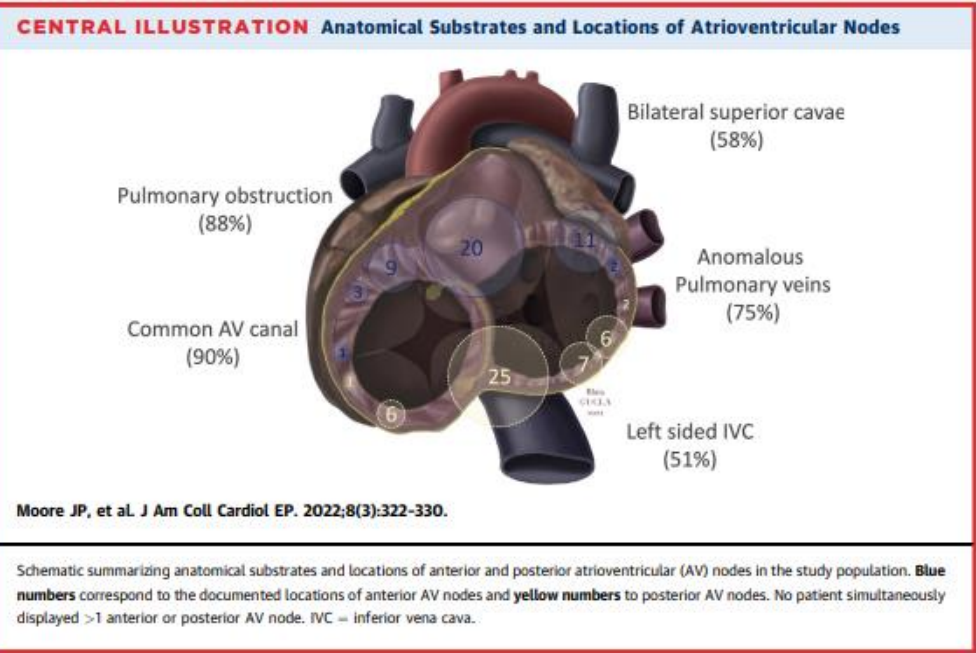 CENTRAL ILLUSTRATION Anatomical Substrates and Locations of Atrioventricular Nodes
Bilateral superior cavae
(58%)
Pulmonary obstruction
(88%)
20
11
9
2
Anomalous
Pulmonary veins
(75%)
3
2
Common AV canal
(90%)
1
6
7
25
6
Left sided IVC
(51%)
Moore JP, et al. J Am Coll Cardiol EP. 2022;8(3):322-330.
Schematic summarizing anatomical substrates and locations of anterior and posterior atrioventricular (AV) nodes in the study population. Blue
numbers correspond to the documented locations of anterior AV nodes and yellow numbers to posterior AV nodes. No patient simultaneously
displayed >1 anterior or posterior AV node. IVC = inferior vena cava.